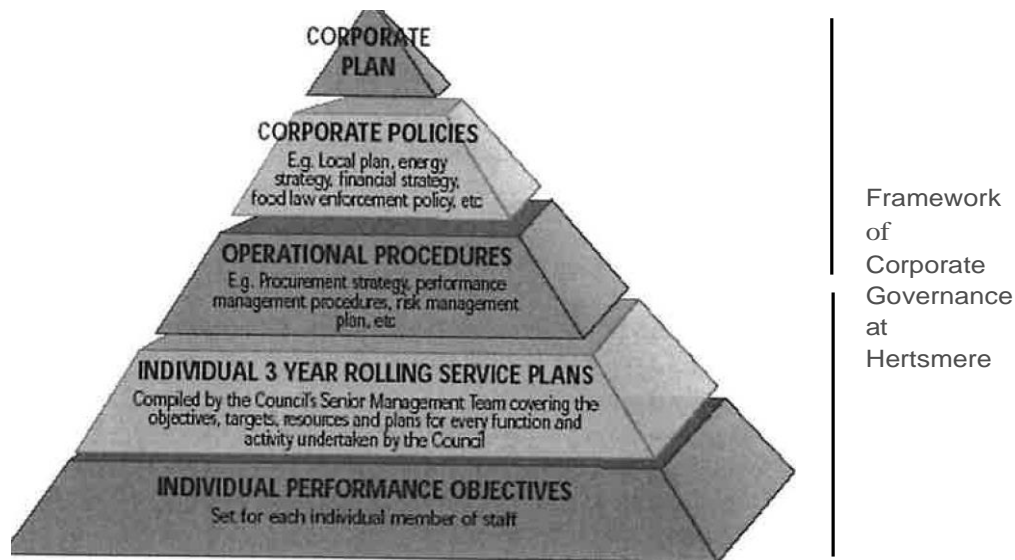 CORPORATE
PLAN
CORPORATE POLICIES
E.g. Local plan, energy
strategy, financial strategy,
food law enforcement policy, etc
OPERATIONAL PROCEDURES
E.g. Procurement strategy, performance
management procedures, risk management
plan, etc
INDIVIDUAL 3 YEAR ROLLING SERVICE PLANS
Compiled by the Council's Senior Management Team covering the
objectives, targets, resources and plans for every function and
activity undertaken by the Council
INDIVIDUAL PERFORMANCE OBJECTIVES
Set for each individual member of staff
Framework
of
Corporate
Governance
at
Hertsmere